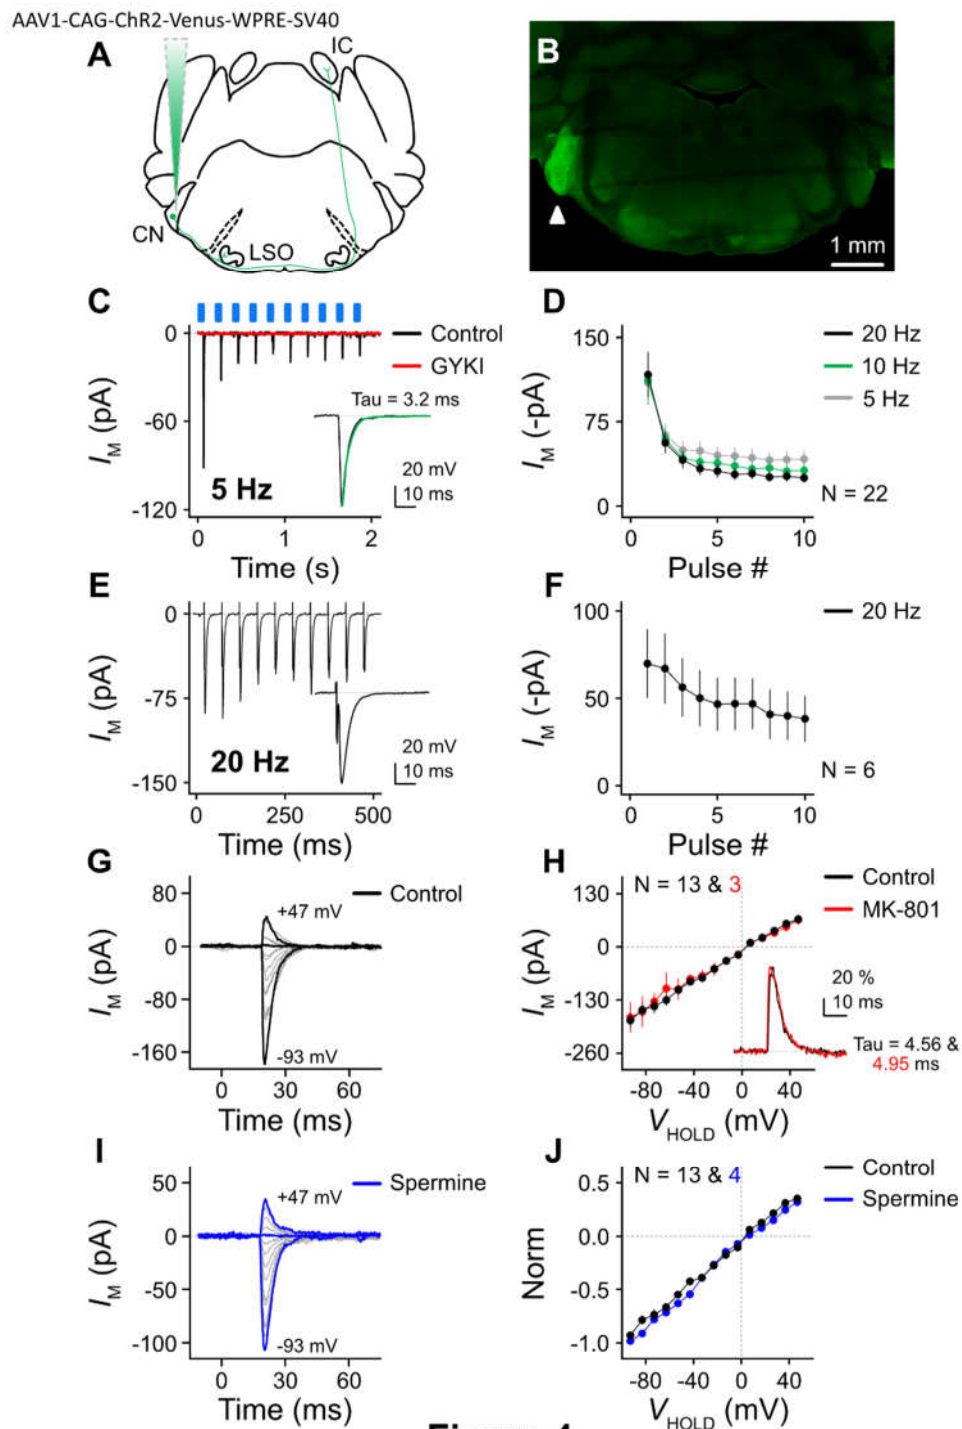 AAV1-CAG-ChR2-Venus-WPRE-SV40
A
IC
CN
LSO
B
1 mm
C
0
-60
-120
I_M (pA)
Control
GYKI
Tau = 3.2 ms
20 mV
10 ms
5 Hz
0 1 2
Time (s)
D
150
75
0
I_M (-pA)
20 Hz
10 Hz
5 Hz
N = 22
0 5 10
Pulse #
E
0
-75
-150
I_M (pA)
20 mV
10 ms
20 Hz
0 250 500
Time (ms)
F
100
50
0
I_M (-pA)
20 Hz
N = 6
0 5 10
Pulse #
G
80
0
-80
-160
I_M (pA)
Control
+47 mV
-93 mV
0 30 60
Time (ms)
H
N = 13 & 3
Control
MK-801
130
0
-130
-260
I_M (pA)
20 %
10 ms
Tau = 4.56 &
4.95 ms
-80 -40 0 40
V_HOLD (mV)
I
50
0
-50
-100
I_M (pA)
Spermine
+47 mV
-93 mV
0 30 60
Time (ms)
J
N = 13 & 4
Control
Spermine
0.5
0.0
-0.5
-1.0
Norm
-80 -40 0 40
V_HOLD (mV)